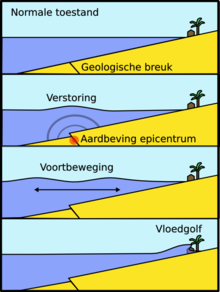 Normale toestand
Geologische breuk
Verstoring
Aardbeving epicentrum
Voortbeweging
Vloedgolf